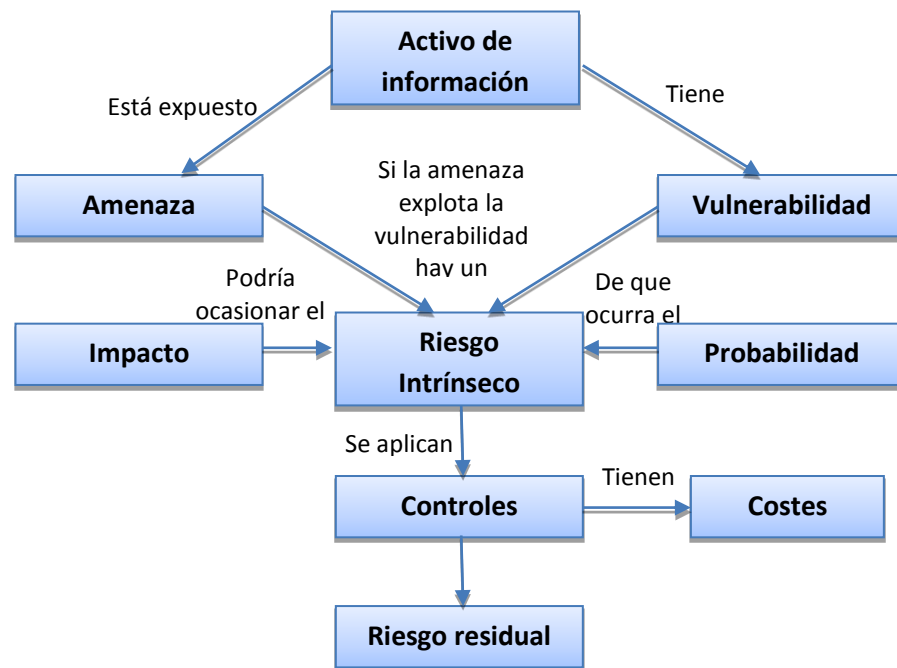 Activo de
información
Está expuesto
Tiene
Amenaza
Si la amenaza
explota la
vulnerabilidad
hay un
Vulnerabilidad
Podría
ocasionar el
De que
ocurra el
Impacto
Riesgo
Intrínseco
Probabilidad
Se aplican
Controles
Tienen
Costes
Riesgo residual